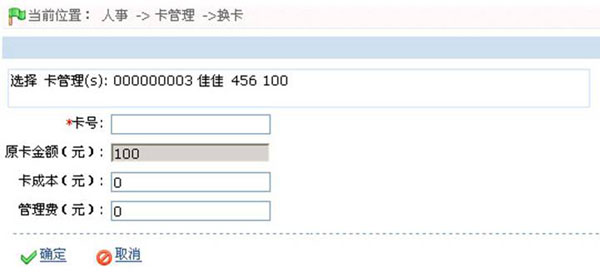 当前位置： 人事 -> 卡管理 ->换卡
选择 卡管理(s): 000000003 佳佳 456 100
*卡号:
原卡金额（元）: 100
卡成本（元）: 0
管理费（元）: 0
确定 取消